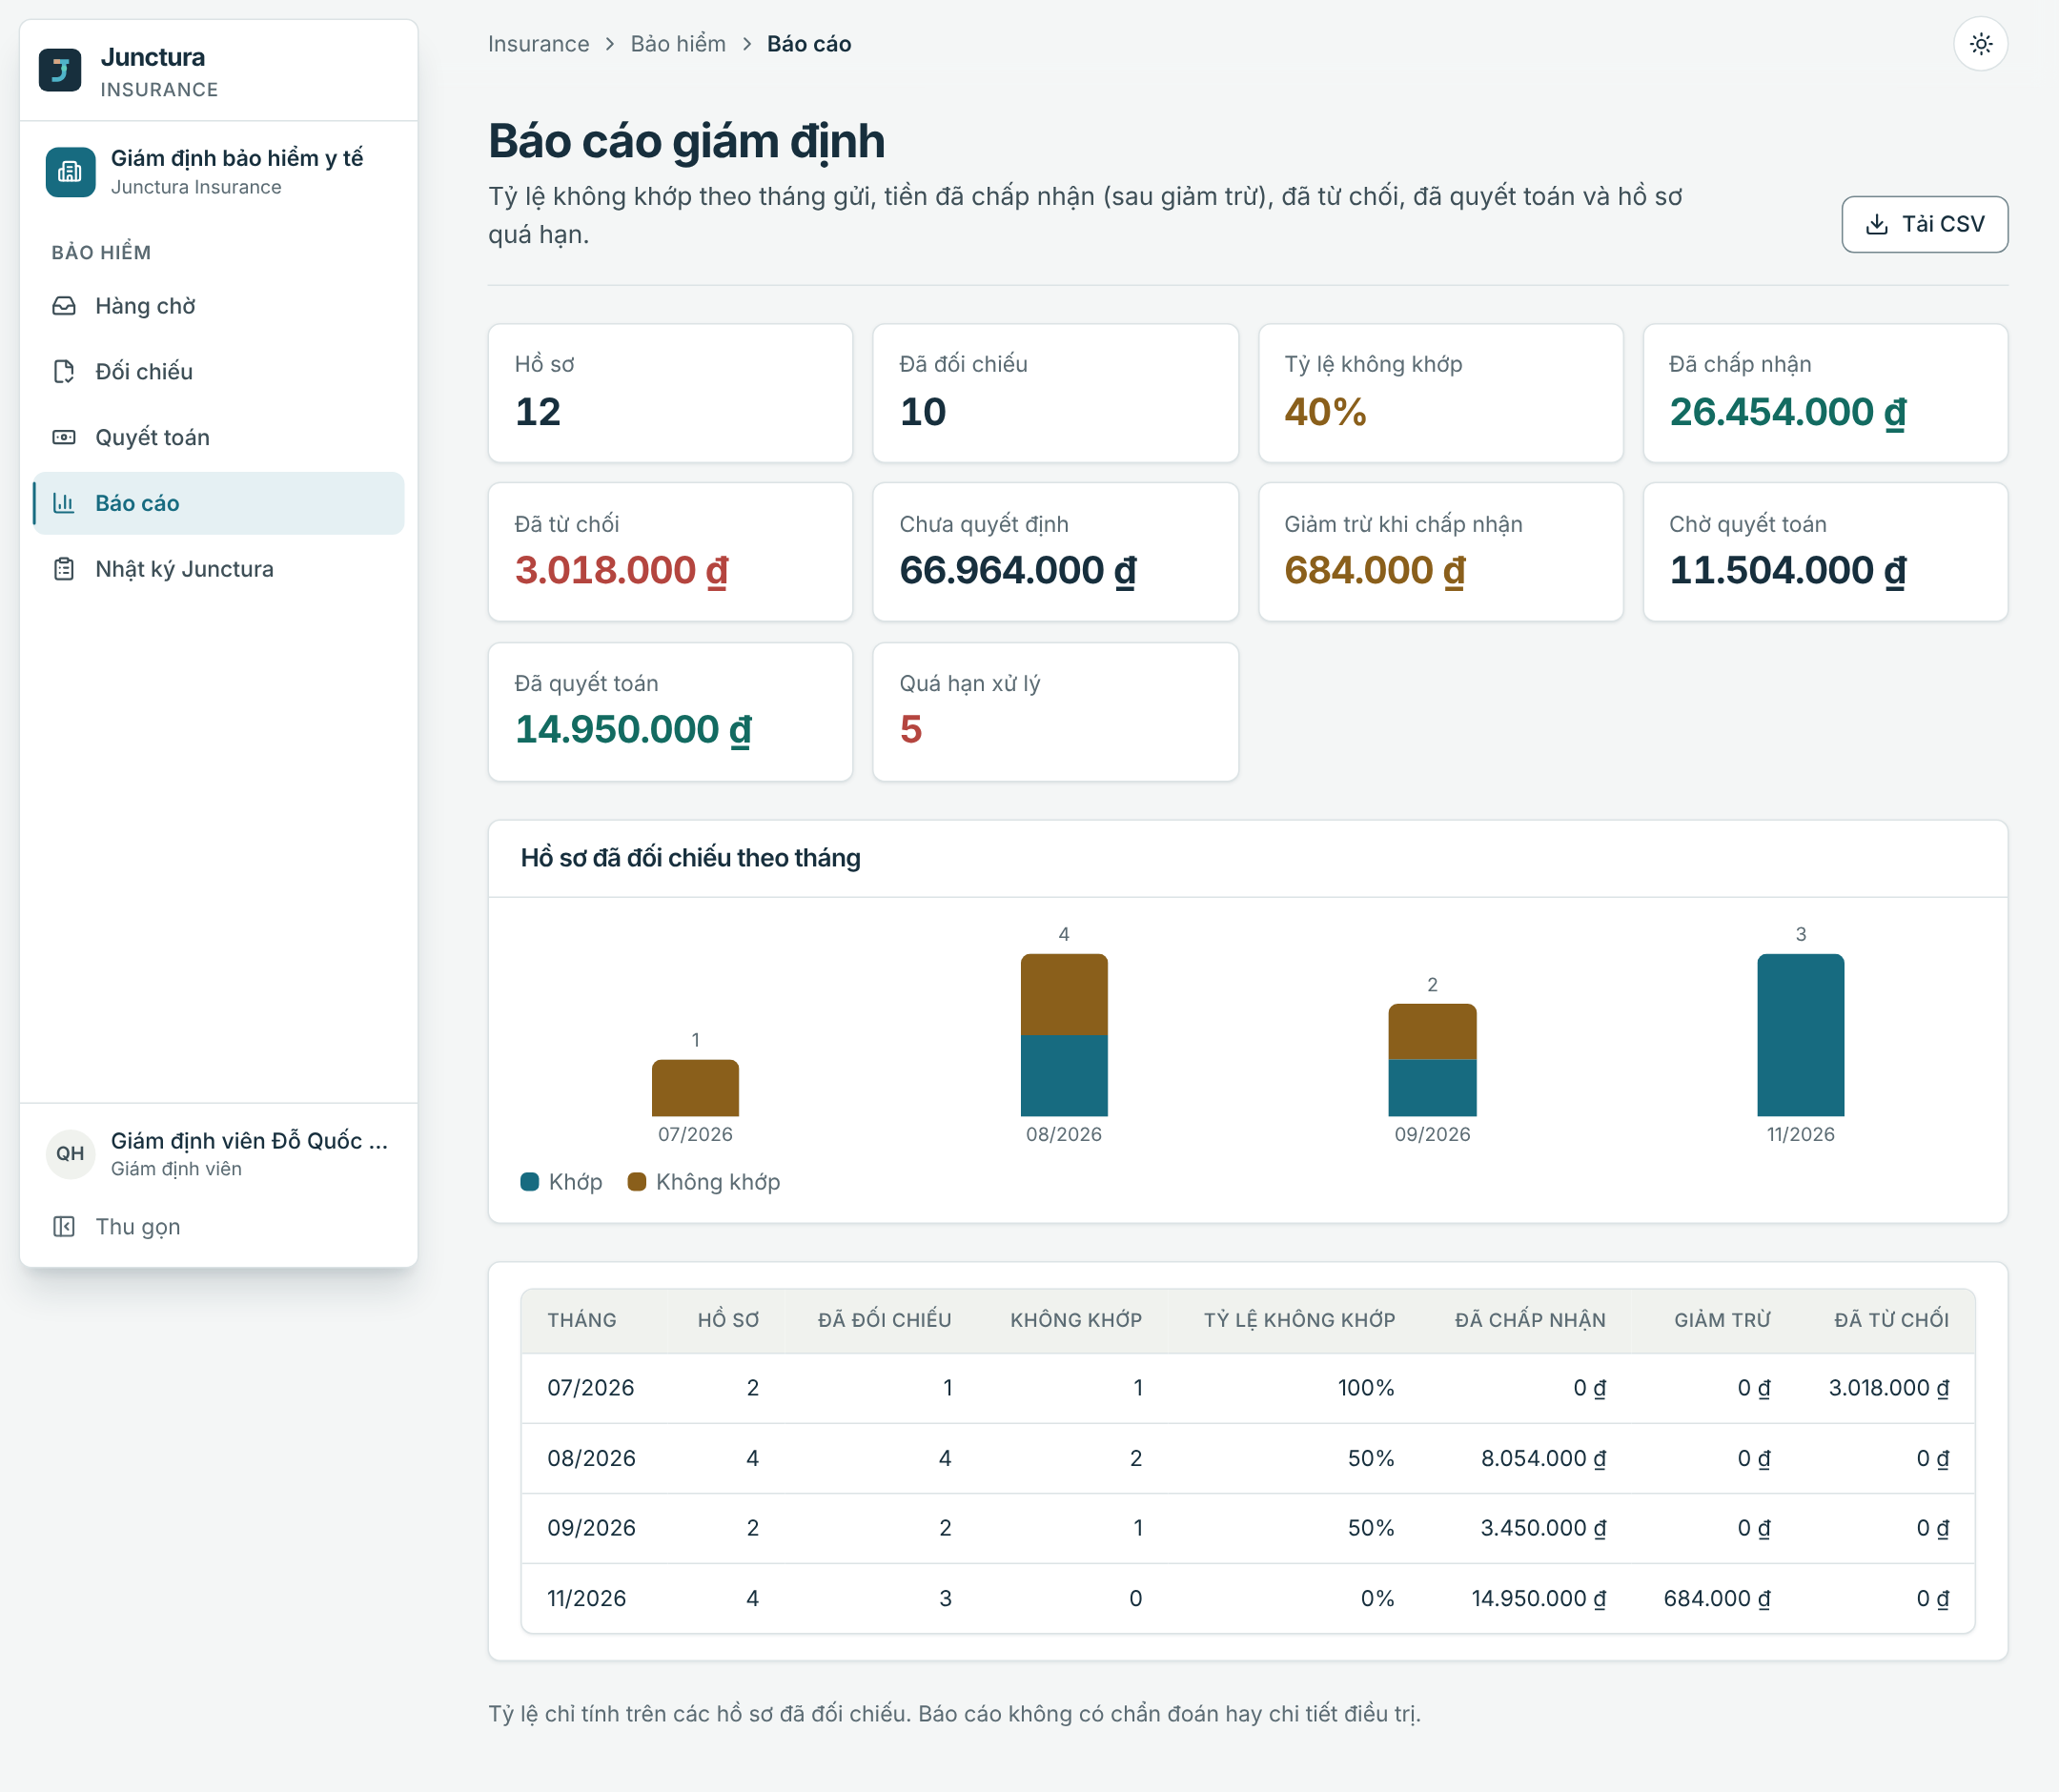 Junctura
INSURANCE
Giám định bảo hiểm y tế
Junctura Insurance
BẢO HIỂM
Hàng chờ
Đối chiếu
Quyết toán
Báo cáo
Nhật ký Junctura
QH
Giám định viên Đỗ Quốc ...
Giám định viên
Thu gọn
Insurance > Bảo hiểm > Báo cáo
Báo cáo giám định
Tỷ lệ không khớp theo tháng gửi, tiền đã chấp nhận (sau giảm trừ), đã từ chối, đã quyết toán và hồ sơ
quá hạn.
Tải CSV
Hồ sơ
12
Đã đối chiếu
10
Tỷ lệ không khớp
40%
Đã chấp nhận
26.454.000 ₫
Đã từ chối
3.018.000 ₫
Chưa quyết định
66.964.000 ₫
Giảm trừ khi chấp nhận
684.000 ₫
Chờ quyết toán
11.504.000 ₫
Đã quyết toán
14.950.000 ₫
Quá hạn xử lý
5
Hồ sơ đã đối chiếu theo tháng
1 4 2 3
07/2026 08/2026 09/2026 11/2026
Khớp Không khớp
THÁNG HỒ SƠ ĐÃ ĐỐI CHIẾU KHÔNG KHỚP TỶ LỆ KHÔNG KHỚP ĐÃ CHẤP NHẬN GIẢM TRỪ ĐÃ TỪ CHỐI
07/2026 2 1 1 100% 0 ₫ 0 ₫ 3.018.000 ₫
08/2026 4 4 2 50% 8.054.000 ₫ 0 ₫ 0 ₫
09/2026 2 2 1 50% 3.450.000 ₫ 0 ₫ 0 ₫
11/2026 4 3 0 0% 14.950.000 ₫ 684.000 ₫ 0 ₫
Tỷ lệ chỉ tính trên các hồ sơ đã đối chiếu. Báo cáo không có chẩn đoán hay chi tiết điều trị.